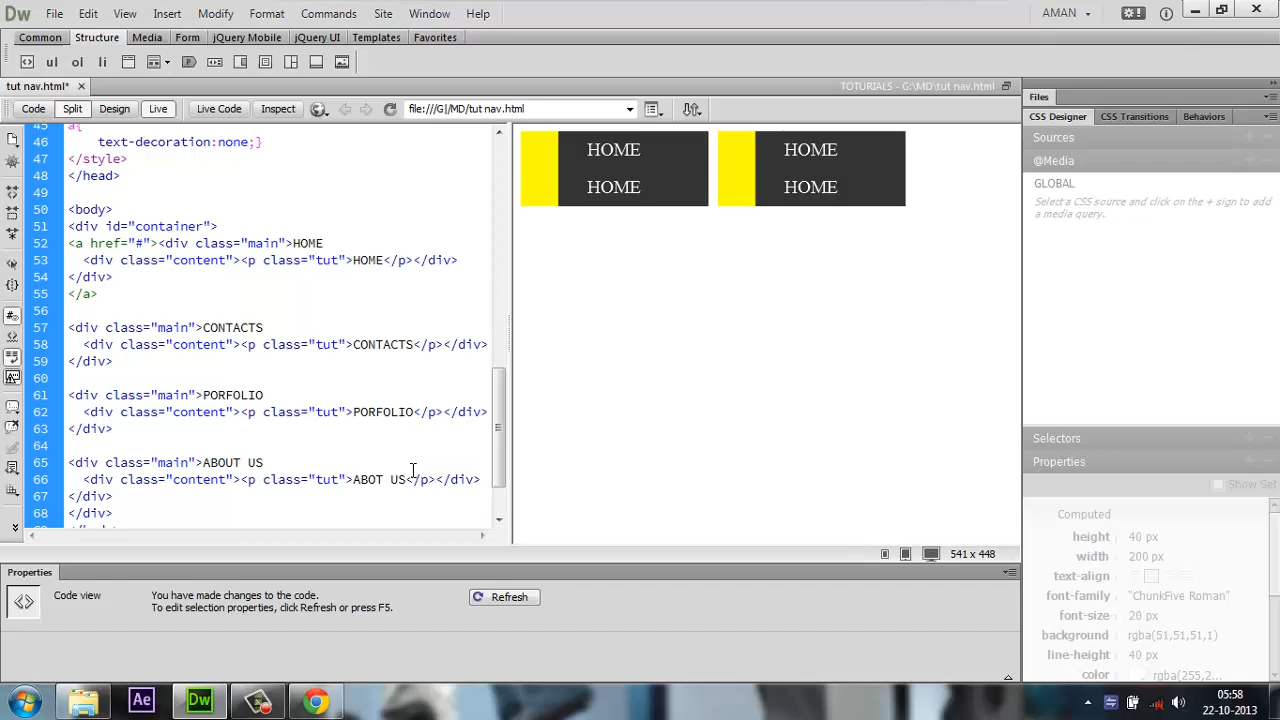 Dw File Edit View Insert Modify Format Commands Site Window Help AMAN
Common Structure Media Form jQuery Mobile jQuery UI Templates Favorites
ul ol li
tut nav.html* TOTURIALS - G:\MD\tut nav.html
Code Split Design Live Live Code Inspect file:///G|/MD/tut nav.html
45 a{
46 text-decoration:none;}
47 </style>
48 </head>
49
50 <body>
51 <div id="container">
52 <a href="#"><div class="main">HOME
53 <div class="content"><p class="tut">HOME</p></div>
54 </div>
55 </a>
56
57 <div class="main">CONTACTS
58 <div class="content"><p class="tut">CONTACTS</p></div>
59 </div>
60
61 <div class="main">PORFOLIO
62 <div class="content"><p class="tut">PORFOLIO</p></div>
63 </div>
64
65 <div class="main">ABOUT US
66 <div class="content"><p class="tut">ABOT US</p></div>
67 </div>
68 </div>
HOME HOME
HOME HOME
541 x 448
Files
CSS Designer CSS Transitions Behaviors
Sources
@Media
GLOBAL
Select a CSS source and click on the + sign to add
a media query.
Selectors
Properties
Show Set
Computed
height 40 px
width 200 px
text-align
font-family "ChunkFive Roman"
font-size 20 px
background rgba(51,51,51,1)
line-height 40 px
color rgba(255,2...
Properties
Code view You have made changes to the code.
To edit selection properties, click Refresh or press F5.
Refresh
Ae Dw
05:58
22-10-2013